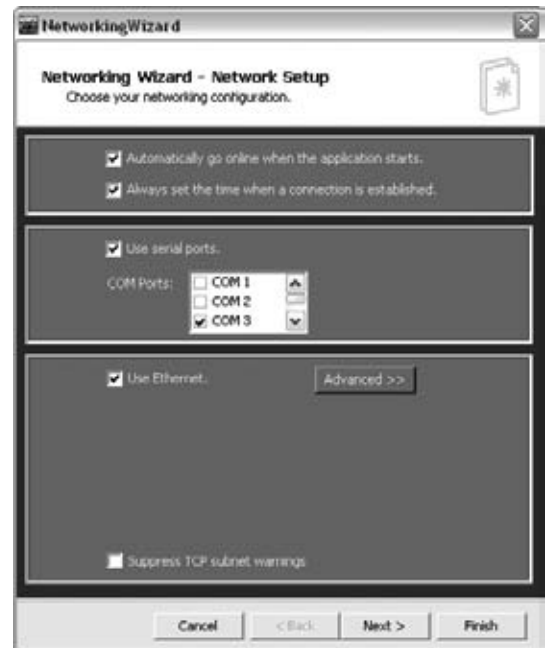 NetworkingWizard
Networking Wizard - Network Setup
Choose your networking configuration.
Automatically go online when the application starts.
Always set the time when a connection is established.
Use serial ports.
COM Ports:
COM 1
COM 2
COM 3
Use Ethernet.
Advanced >>
Suppress TCP subnet warnings
Cancel
< Back
Next >
Finish